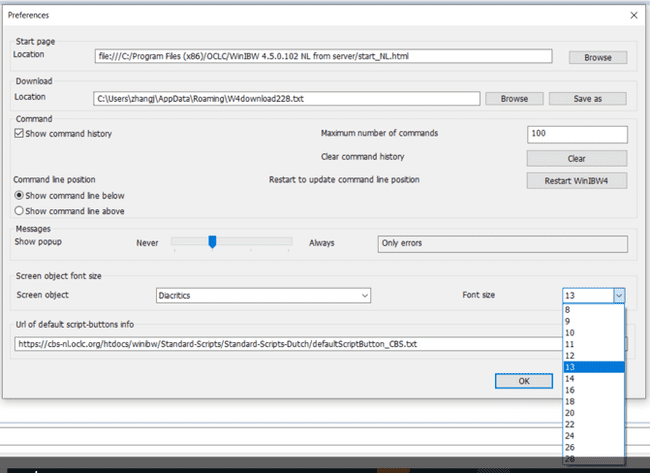 Preferences
Start page
Location file:///C:/Program Files (x86)/OCLC/WinIBW 4.5.0.102 NL from server/start_NL.html Browse
Download
Location C:\Users\zhangj\AppData\Roaming\W4download228.txt Browse Save as
Command
Show command history Maximum number of commands 100
Clear command history Clear
Command line position Restart to update command line position Restart WinIBW4
Show command line below
Show command line above
Messages
Show popup Never Always Only errors
Screen object font size
Screen object Diacritics Font size 13
8
9
10
11
12
13
14
16
18
20
22
24
26
28
Url of default script-buttons info
https://cbs-nl.oclc.org/htdocs/winibw/Standard-Scripts/Standard-Scripts-Dutch/defaultScriptButton_CBS.txt
OK